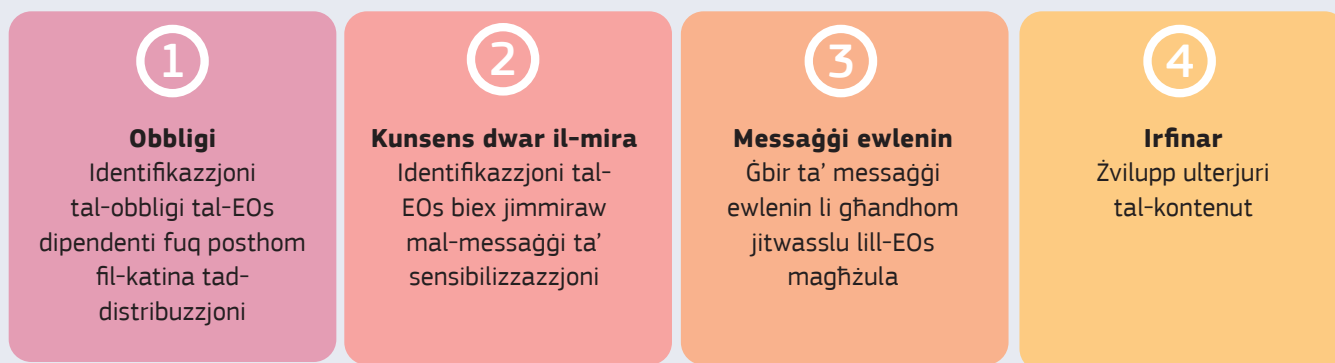 1
Obbligi
Identifikazzjoni
tal-obbligi tal-EOs
dipendenti fuq posthom
fil-katina tad-
distribuzzjoni
2
Kunsens dwar il-mira
Identifikazzjoni tal-
EOs biex jimmiraw
mal-messaġġi ta'
sensibilizzazzjoni
3
Messaġġi ewlenin
Ġbir ta' messaġġi
ewlenin li għandhom
jitwasslu lill-EOs
magħżula
4
Irfinar
Żvilupp ulterjuri
tal-kontenut